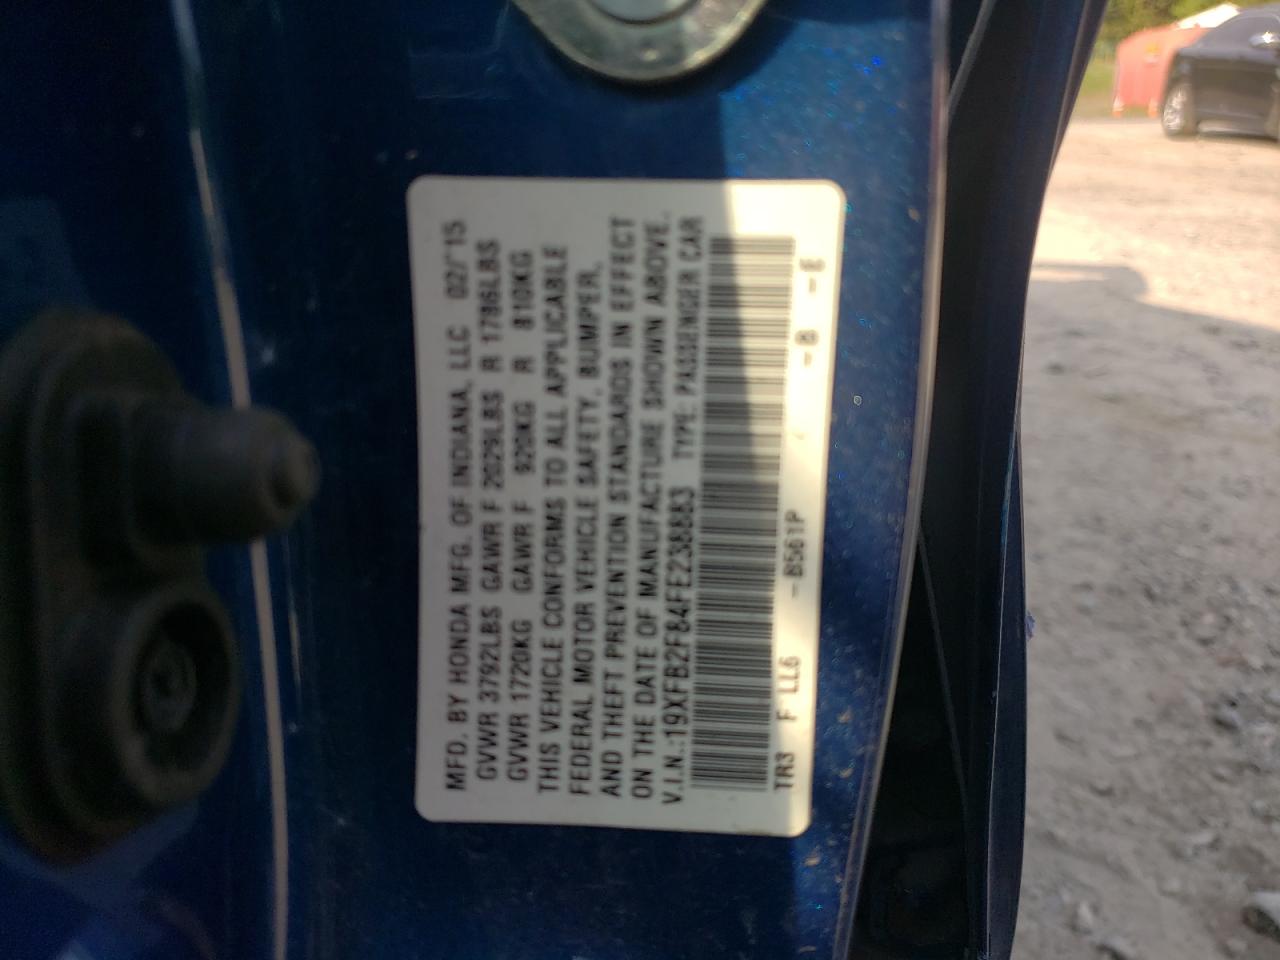 MFD. BY HONDA MFG. OF INDIANA, LLC 02/15
GVWR 3792LBS GAWR F 2029LBS R 1786LBS
GVWR 1720KG GAWR F 920KG R 810KG
THIS VEHICLE CONFORMS TO ALL APPLICABLE
FEDERAL MOTOR VEHICLE SAFETY, BUMPER,
AND THEFT PREVENTION STANDARDS IN EFFECT
ON THE DATE OF MANUFACTURE SHOWN ABOVE.
V.I.N.:19XFB2F84FE238883 TYPE: PASSENGER CAR
TR3 F LL6 -B561P / -B -E